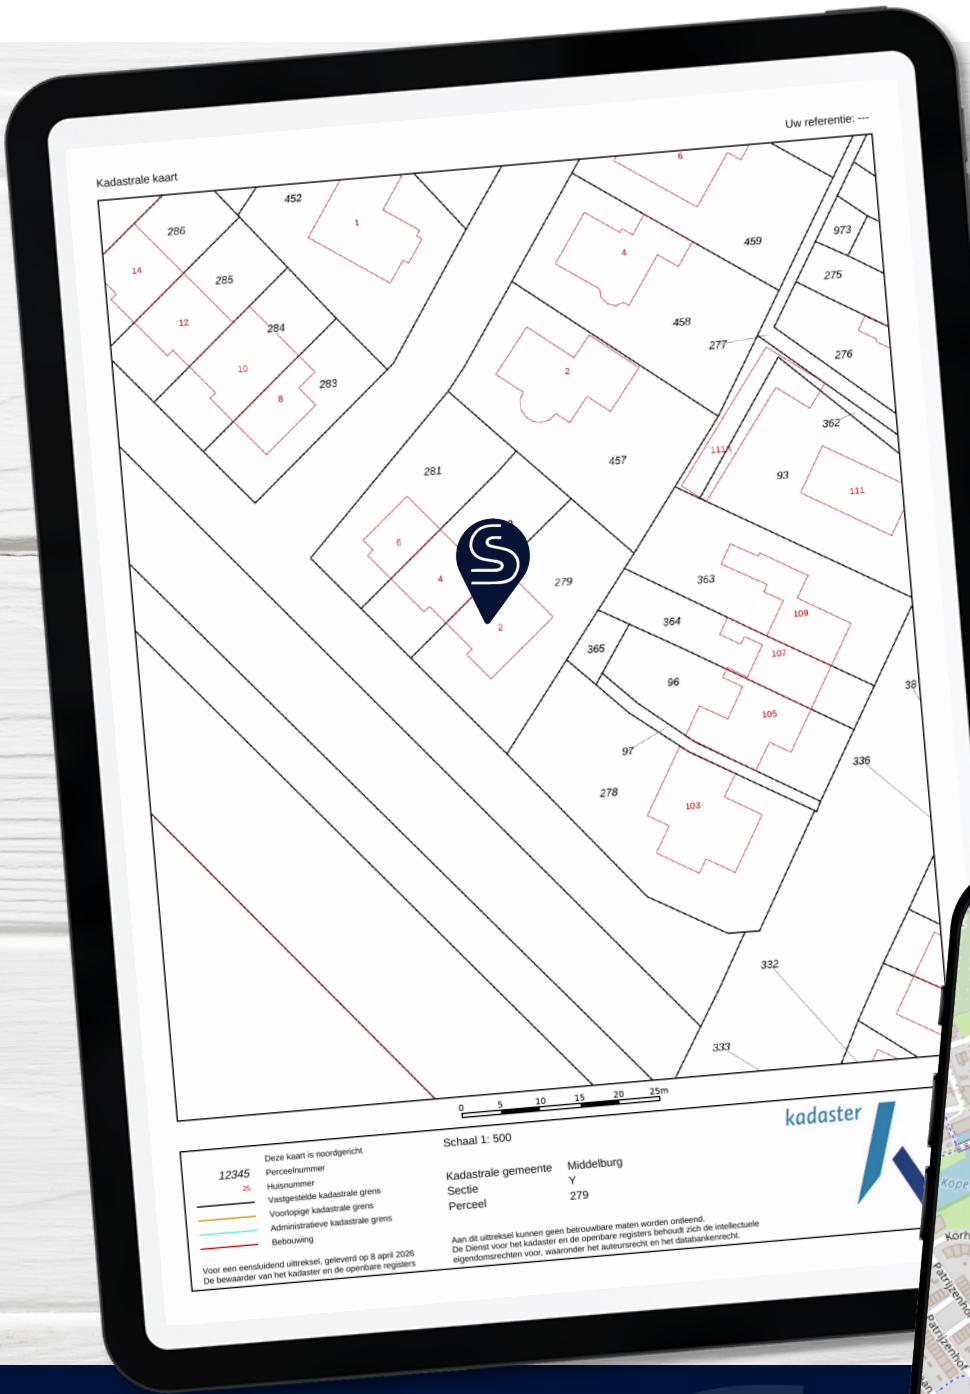 Uw referentie: ---
Kadastrale kaart
6
452
286
1
973
459
4
14
285
275
12
284
458
277
276
10
283
2
8
362
457
111A
281
93
111
6
4
279
363
109
2
364
107
365
96
38
105
97
336
278
103
332
333
0 5 10 15 20 25m
Schaal 1: 500
kadaster
12345
25
Deze kaart is noordgericht
Perceelnummer
Huisnummer
Vastgestelde kadastrale grens
Voorlopige kadastrale grens
Administratieve kadastrale grens
Bebouwing
Kadastrale gemeente Middelburg
Sectie Y
Perceel 279
Voor een eensluidend uittreksel, geleverd op 8 april 2026
De bewaarder van het kadaster en de openbare registers
Aan dit uittreksel kunnen geen betrouwbare maten worden ontleend.
De Dienst voor het kadaster en de openbare registers behoudt zich de intellectuele
eigendomsrechten voor, waaronder het auteursrecht en het databankenrecht.
Patrijzenhof